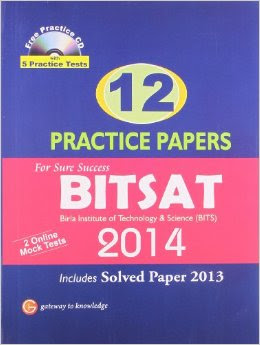 Free Practice CD
with
5 Practice Tests
12
PRACTICE PAPERS
For Sure Success
BITSAT
Birla Institute of Technology & Science (BITS)
2 Online
Mock Tests
2014
Includes Solved Paper 2013
gateway to knowledge